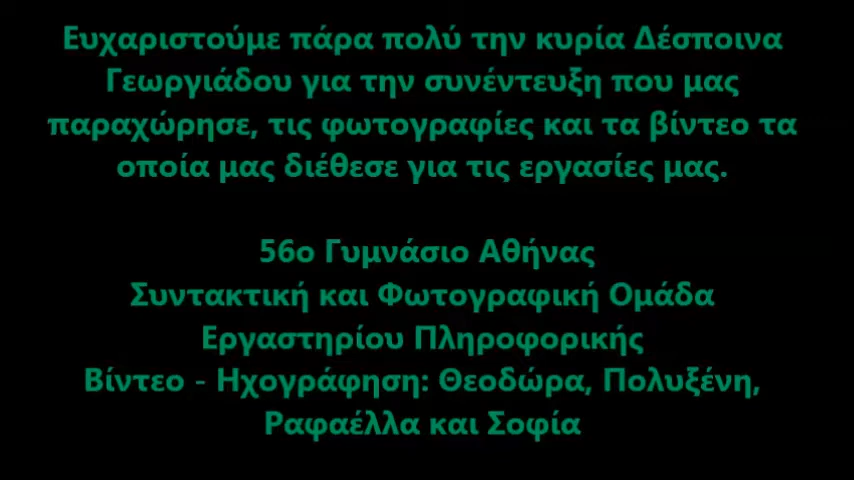 Ευχαριστούμε πάρα πολύ την κυρία Δέσποινα
Γεωργιάδου για την συνέντευξη που μας
παραχώρησε, τις φωτογραφίες και τα βίντεο τα
οποία μας διέθεσε για τις εργασίες μας.
56ο Γυμνάσιο Αθήνας
Συντακτική και Φωτογραφική Ομάδα
Εργαστηρίου Πληροφορικής
Βίντεο - Ηχογράφηση: Θεοδώρα, Πολυξένη,
Ραφαέλλα και Σοφία